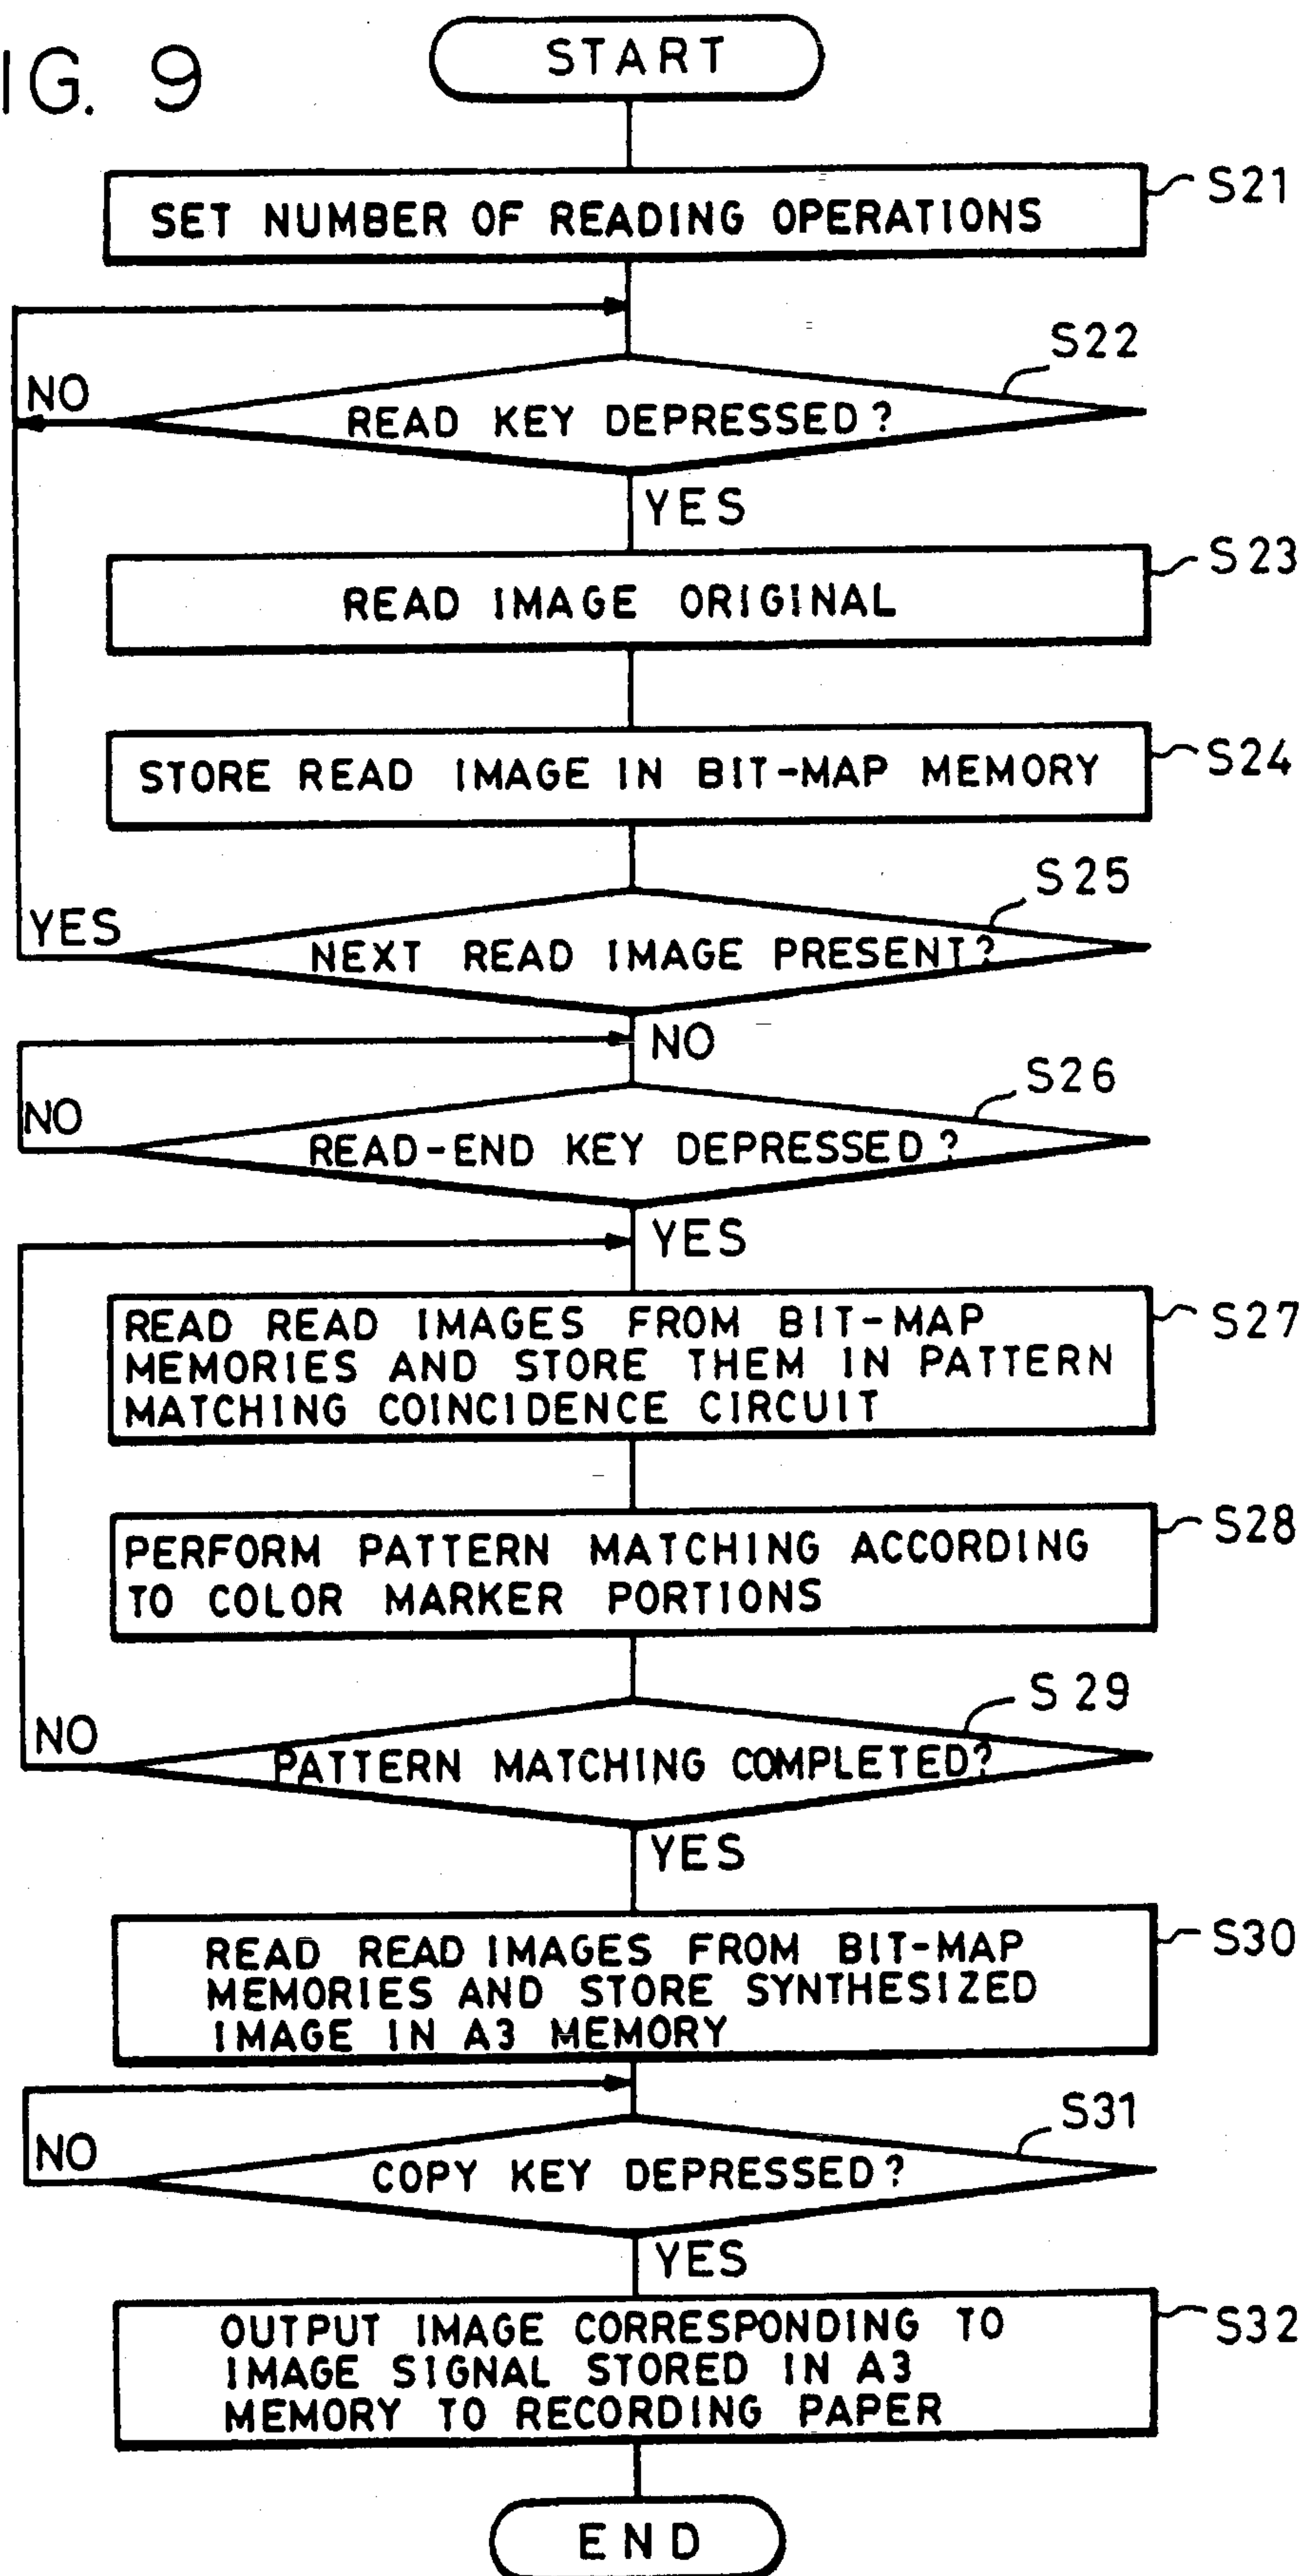 IG. 9
START
S21
SET NUMBER OF READING OPERATIONS
S22
NO
READ KEY DEPRESSED?
YES
S23
READ IMAGE ORIGINAL
S24
STORE READ IMAGE IN BIT-MAP MEMORY
S25
YES
NEXT READ IMAGE PRESENT?
NO
S26
NO
READ-END KEY DEPRESSED?
YES
S27
READ READ IMAGES FROM BIT-MAP
MEMORIES AND STORE THEM IN PATTERN
MATCHING COINCIDENCE CIRCUIT
S28
PERFORM PATTERN MATCHING ACCORDING
TO COLOR MARKER PORTIONS
S29
NO
PATTERN MATCHING COMPLETED?
YES
S30
READ READ IMAGES FROM BIT-MAP
MEMORIES AND STORE SYNTHESIZED
IMAGE IN A3 MEMORY
S31
NO
COPY KEY DEPRESSED?
YES
S32
OUTPUT IMAGE CORRESPONDING TO
IMAGE SIGNAL STORED IN A3
MEMORY TO RECORDING PAPER
END